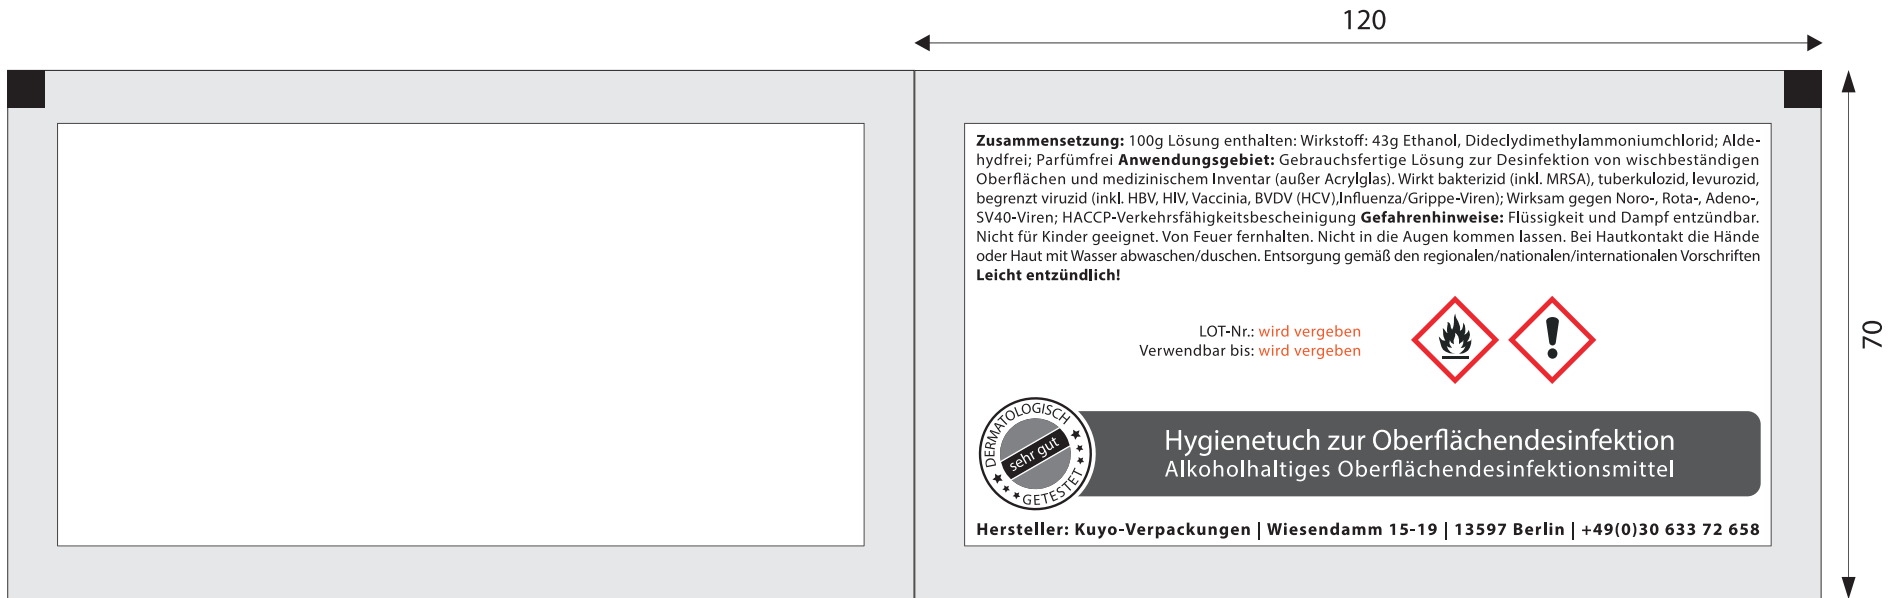 120
Zusammensetzung: 100g Lösung enthalten: Wirkstoff: 43g Ethanol, Dideclydimethylammoniumchlorid; Alde-
hydfrei; Parfümfrei Anwendungsgebiet: Gebrauchsfertige Lösung zur Desinfektion von wischbeständigen
Oberflächen und medizinischem Inventar (außer Acrylglas). Wirkt bakterizid (inkl. MRSA), tuberkulozid, levurozid,
begrenzt viruzid (inkl. HBV, HIV, Vaccinia, BVDV (HCV),Influenza/Grippe-Viren); Wirksam gegen Noro-, Rota-, Adeno-,
SV40-Viren; HACCP-Verkehrsfähigkeitsbescheinigung Gefahrenhinweise: Flüssigkeit und Dampf entzündbar.
Nicht für Kinder geeignet. Von Feuer fernhalten. Nicht in die Augen kommen lassen. Bei Hautkontakt die Hände
oder Haut mit Wasser abwaschen/duschen. Entsorgung gemäß den regionalen/nationalen/internationalen Vorschriften
Leicht entzündlich!
LOT-Nr.: wird vergeben
Verwendbar bis: wird vergeben
70
DERMATOLOGISCH
sehr gut
GETESTET
Hygienetuch zur Oberflächendesinfektion
Alkoholhaltiges Oberflächendesinfektionsmittel
Hersteller: Kuyo-Verpackungen | Wiesendamm 15-19 | 13597 Berlin | +49(0)30 633 72 658